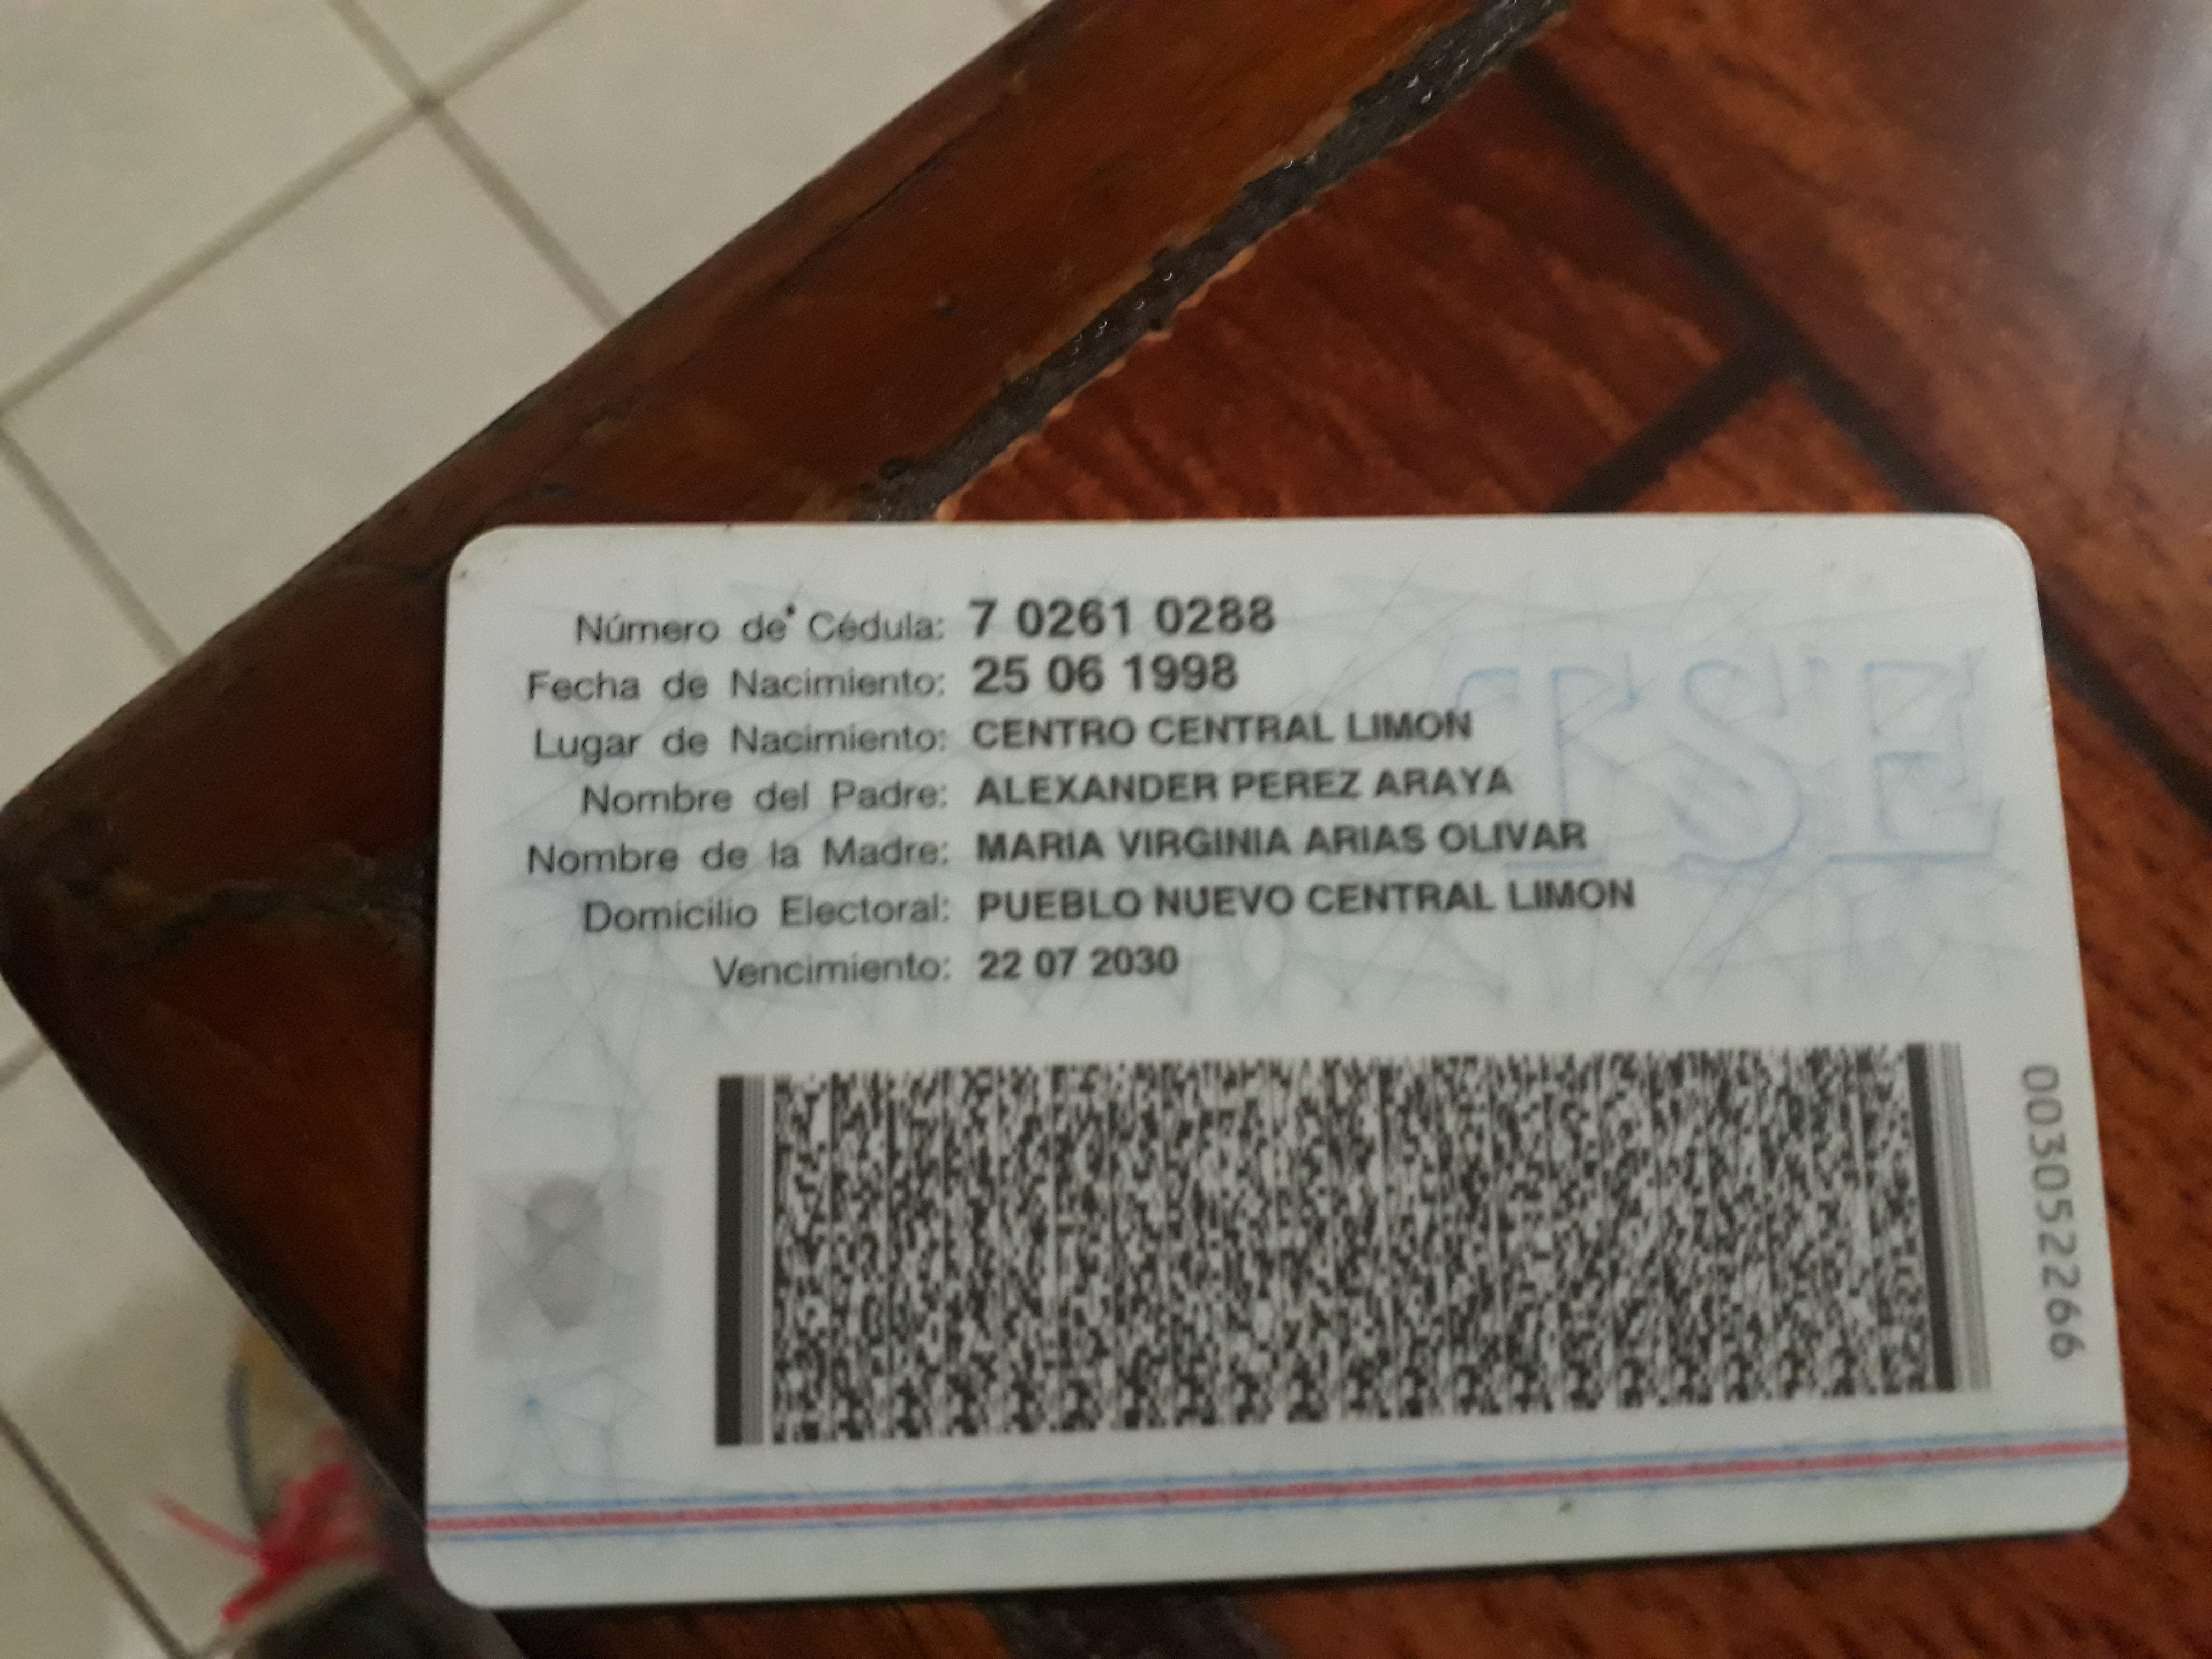 Número de Cédula: 7 0261 0288
Fecha de Nacimiento: 25 06 1998
Lugar de Nacimiento: CENTRO CENTRAL LIMON
Nombre del Padre: ALEXANDER PEREZ ARAYA
Nombre de la Madre: MARIA VIRGINIA ARIAS OLIVAR
Domicilio Electoral: PUEBLO NUEVO CENTRAL LIMON
Vencimiento: 22 07 2030
TSE
003052266